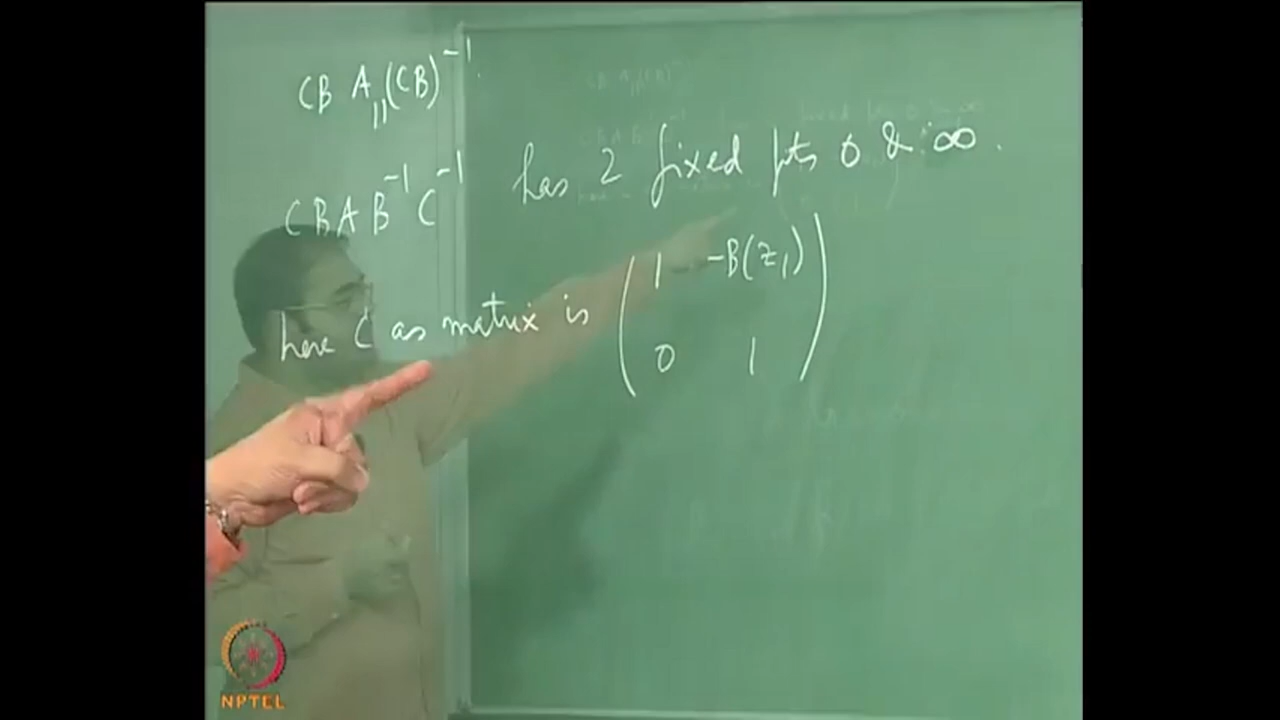 CB A (CB)⁻¹
||
CBAB⁻¹C⁻¹ has 2 fixed pts 0 & ∞.
here C as matrix is ( 1 -B(z₁)
0 1 )
NPTEL